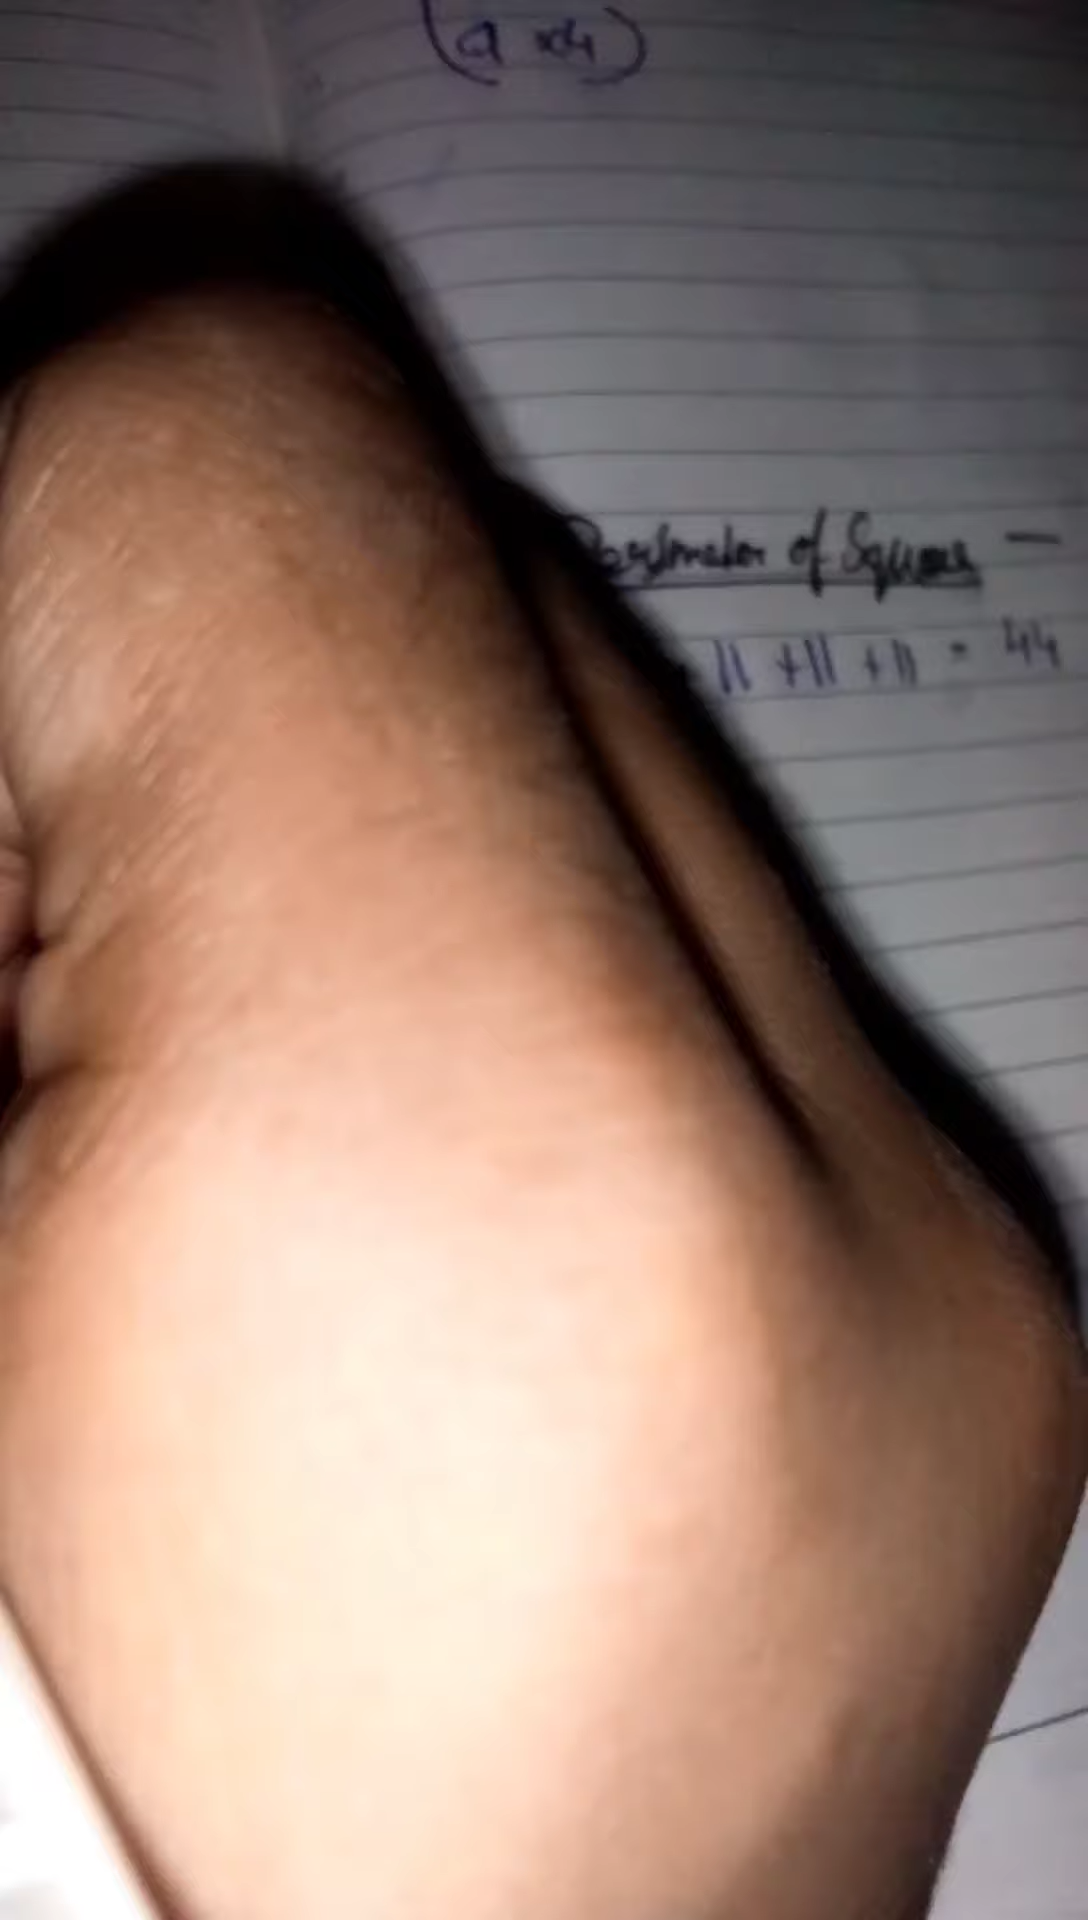 (a x4)
Perimeter of Square —
11 +11 +11 = 44